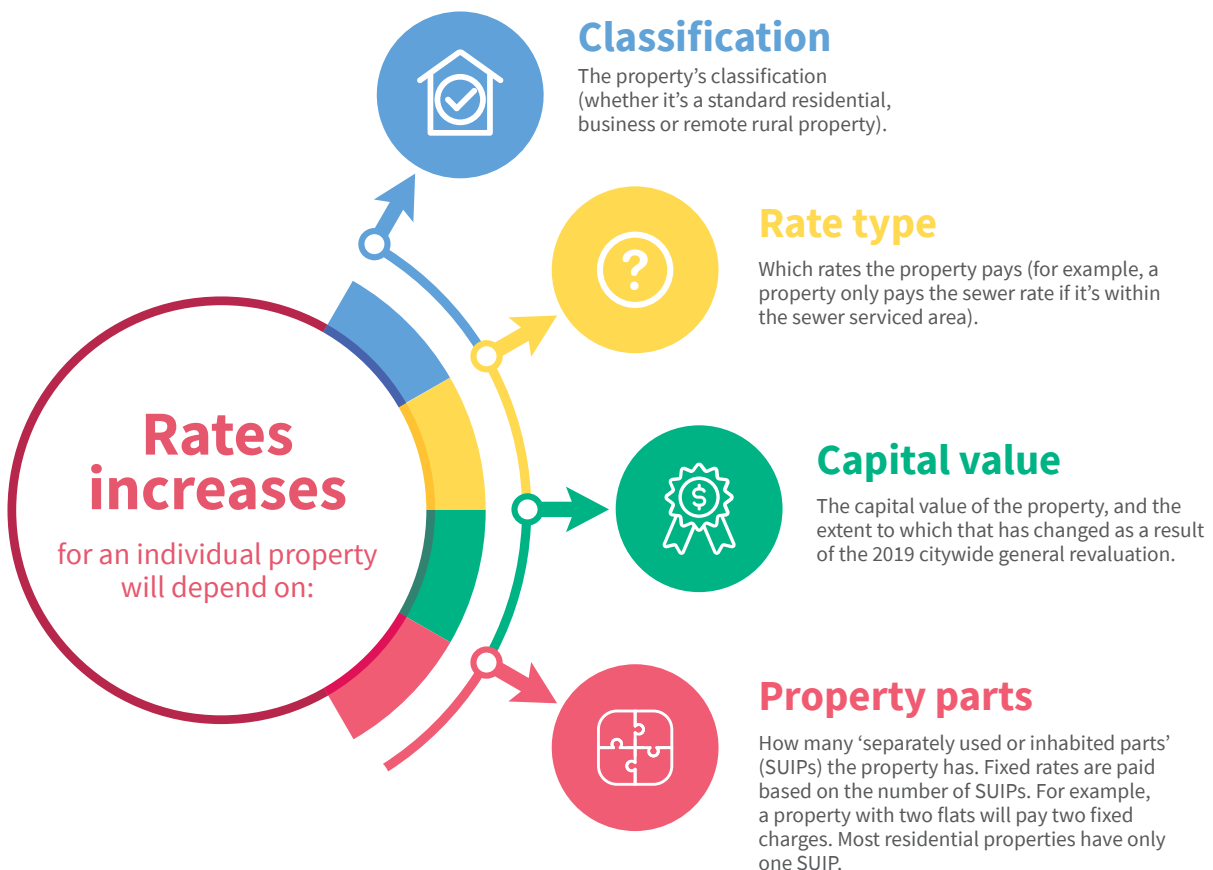 Classification
The property’s classification
(whether it’s a standard residential,
business or remote rural property).
Rate type
Which rates the property pays (for example, a
property only pays the sewer rate if it’s within
the sewer serviced area).
Rates
increases
for an individual property
will depend on:
Capital value
The capital value of the property, and the
extent to which that has changed as a result
of the 2019 citywide general revaluation.
Property parts
How many ‘separately used or inhabited parts’
(SUIPs) the property has. Fixed rates are paid
based on the number of SUIPs. For example,
a property with two flats will pay two fixed
charges. Most residential properties have only
one SUIP.